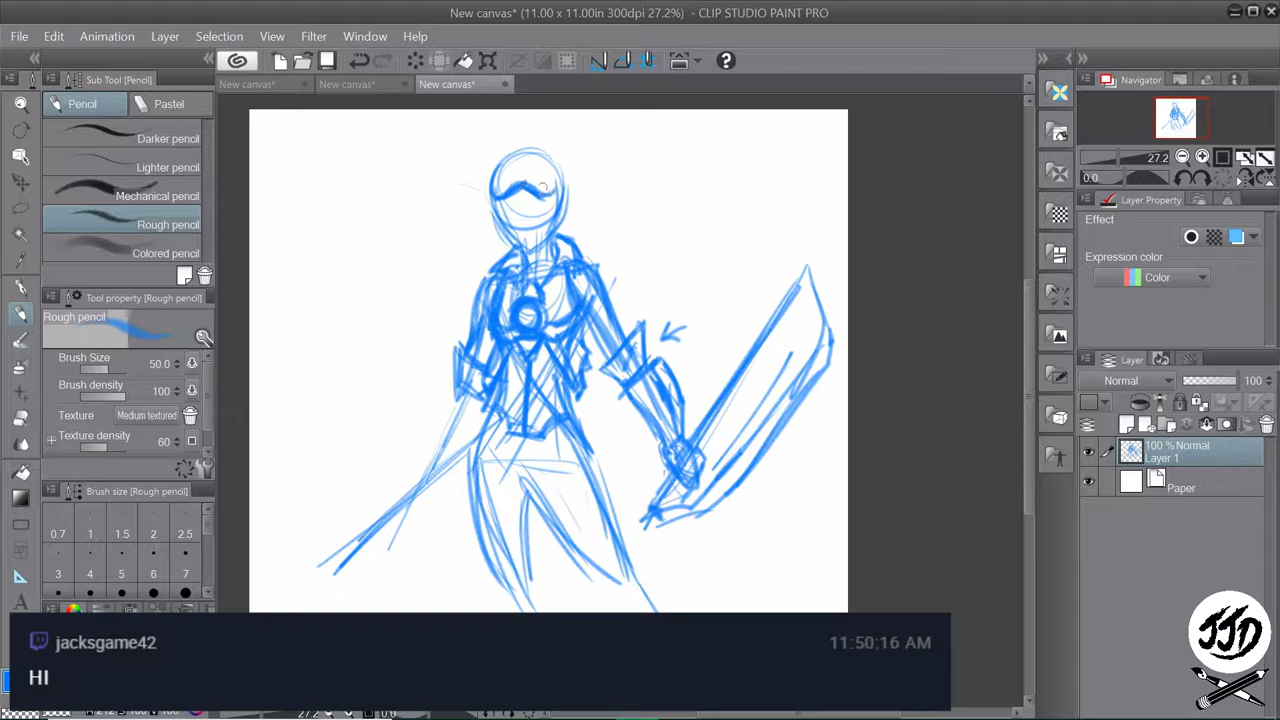 New canvas* (11.00 x 11.00in 300dpi 27.2%) - CLIP STUDIO PAINT PRO
File Edit Animation Layer Selection View Filter Window Help
Sub Tool [Pencil]
New canvas* New canvas* New canvas*
Navigator
Pencil Pastel
Darker pencil
Lighter pencil
Mechanical pencil
Rough pencil
Colored pencil
27.2
0.0
Layer Property
Effect
Expression color
Color
Tool property [Rough pencil]
Rough pencil
Brush Size 50.0
Brush density 100
Texture Medium textured
Texture density 60
Layer
Normal 100
100 % Normal
Layer 1
Paper
Brush size [Rough pencil]
0.7 1 1.5 2 2.5
3 4 5 6 7
jacksgame42 11:50:16 AM
HI
JJD
27.2 0.0